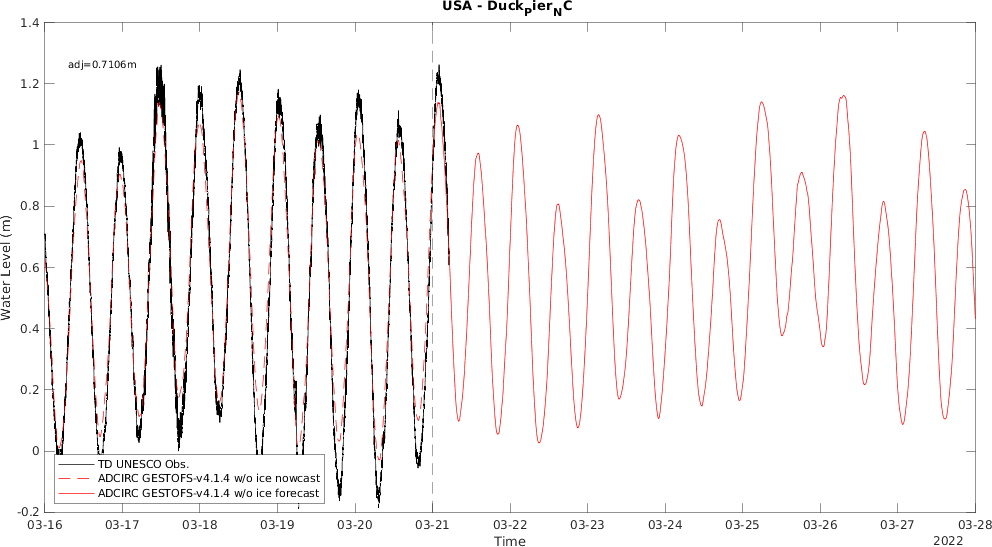 USA - Duck_Pier_NC
adj=0.7106m
1.4
1.2
1
0.8
0.6
0.4
0.2
0
-0.2
Water Level (m)
TD UNESCO Obs.
ADCIRC GESTOFS-v4.1.4 w/o ice nowcast
ADCIRC GESTOFS-v4.1.4 w/o ice forecast
03-16 03-17 03-18 03-19 03-20 03-21 03-22 03-23 03-24 03-25 03-26 03-27 03-28
Time
2022